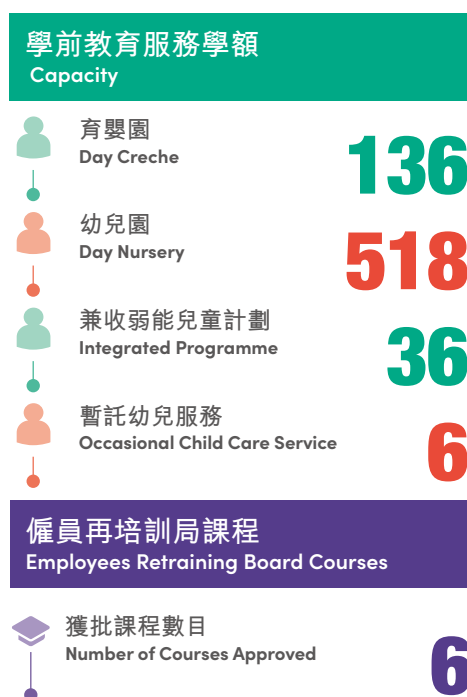 學前教育服務學額
Capacity
育嬰園
Day Creche
136
幼兒園
Day Nursery
518
兼收弱能兒童計劃
Integrated Programme
36
暫託幼兒服務
Occasional Child Care Service
6
僱員再培訓局課程
Employees Retraining Board Courses
獲批課程數目
Number of Courses Approved
6